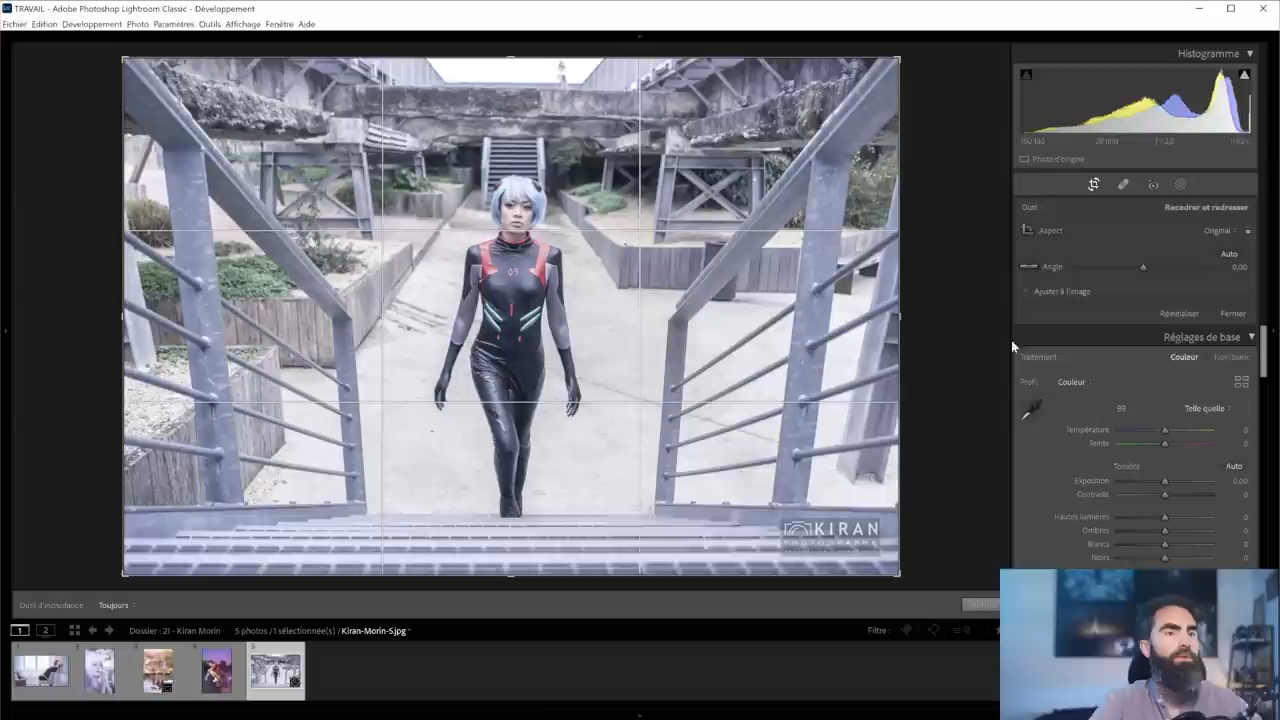 TRAVAIL - Adobe Photoshop Lightroom Classic - Développement
Fichier Edition Développement Photo Paramètres Outils Affichage Fenêtre Aide
Histogramme
ISO 160
Photo d'origine
Outil : Recadrer et redresser
Aspect Original :
Auto
Angle 0,00
Ajuster à l'image
Réinitialiser Fermer
Réglages de base
Traitement : Couleur Noir/blanc
Profil : Couleur :
BB Telle quelle :
Température 0
Teinte 0
Tonalité Auto
Exposition 0,00
Contraste 0
Hautes lumières 0
Ombres 0
Blancs 0
Noirs 0
09
KIRAN
PHOTOGRAPHE
Outil d'incrustation : Toujours :
1 2 Dossier : 21 - Kiran Morin 5 photos / 1 sélectionnée(s) / Kiran-Morin-5.jpg Filtre :